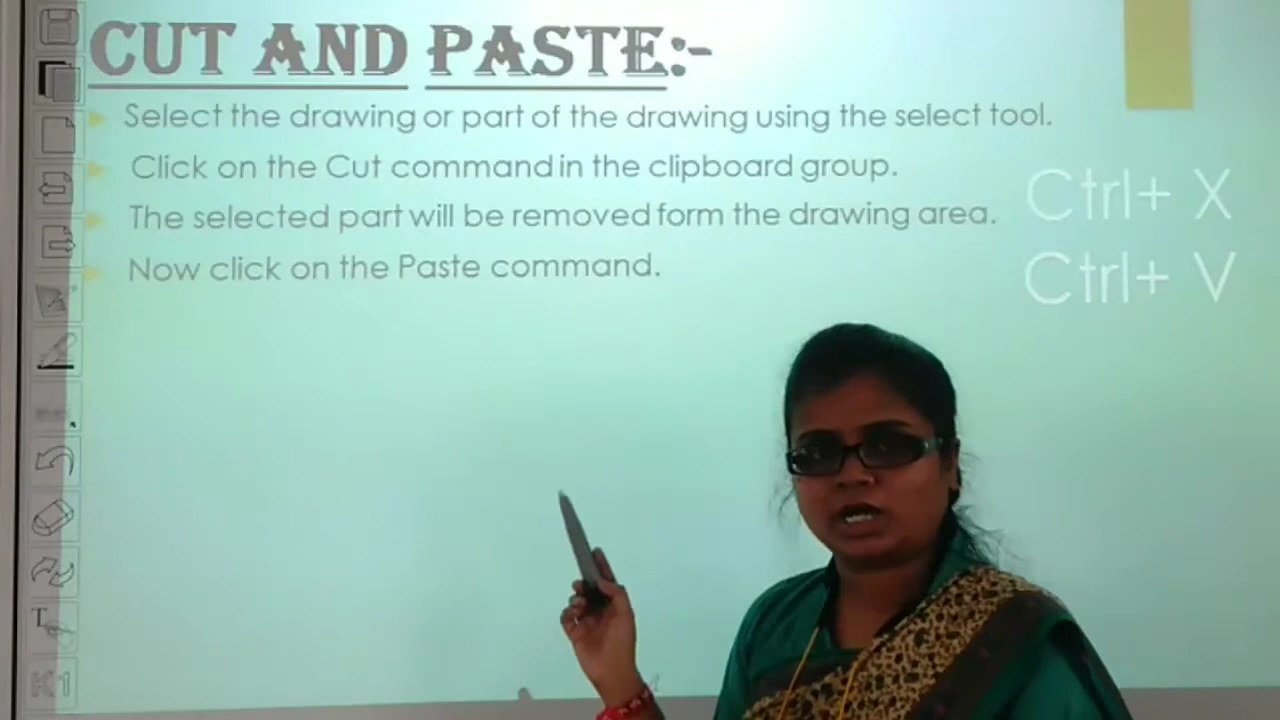 CUT AND PASTE:-
Select the drawing or part of the drawing using the select tool.
Click on the Cut command in the clipboard group.
The selected part will be removed form the drawing area.
Now click on the Paste command.
Ctrl+ X
Ctrl+ V
T
K1